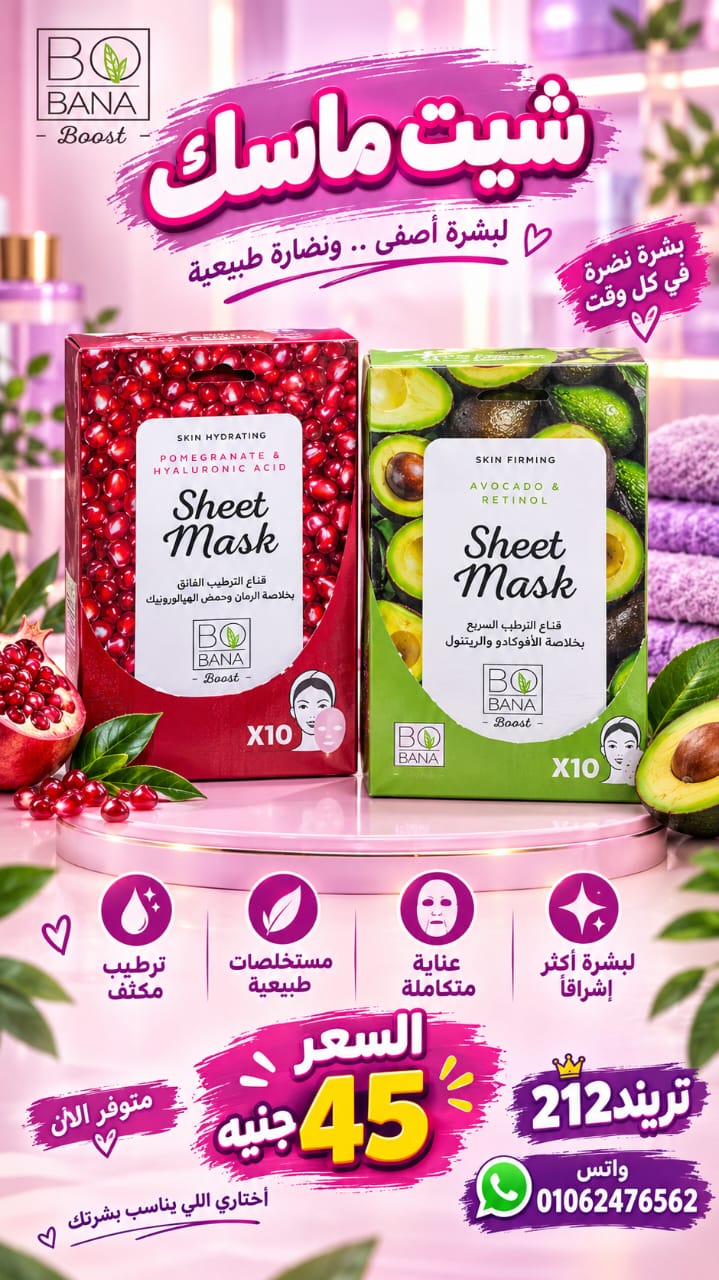 BO
BANA
- Boost -
شيت ماسك
لبشرة أصفى .. ونضارة طبيعية
بشرة نضرة
في كل وقت
SKIN HYDRATING
POMEGRANATE &
HYALURONIC ACID
Sheet
Mask
قناع الترطيب الفائق
بخلاصة الرمان وحمض الهيالورونيك
BO
BANA
- Boost -
X10
SKIN FIRMING
AVOCADO &
RETINOL
Sheet
Mask
قناع الترطيب السريع
بخلاصة الأفوكادو والريتنول
BO
BANA
- Boost -
BO
BANA
X10
لبشرة أكثر
إشراقاً
عناية
متكاملة
مستخلصات
طبيعية
ترطيب
مكثف
السعر
45 جنيه
متوفر الآن
تريند212
أختاري اللي يناسب بشرتك
واتس
01062476562